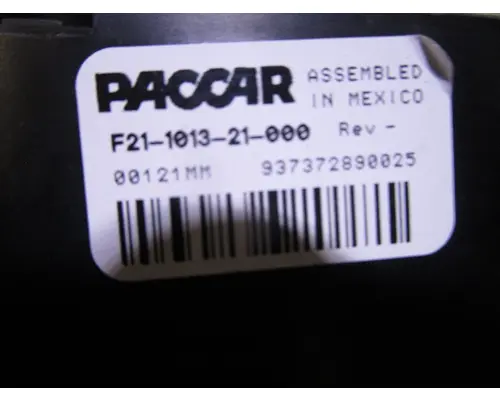 PACCAR ASSEMBLED
IN MEXICO
F21-1013-21-000 Rev -
00121MM 937372890025